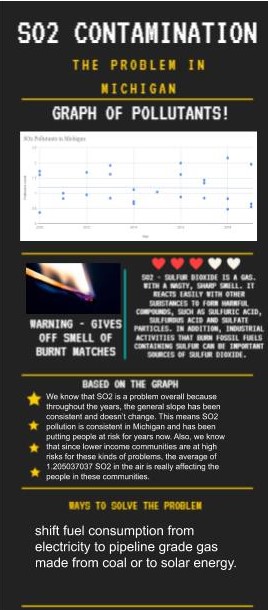 SO2 CONTAMINATION
THE PROBLEM IN
MICHIGAN
GRAPH OF POLLUTANTS!
SO2 Pollutants in Michigan
WARNING - GIVES
OFF SMELL OF
BURNT MATCHES
SO2 - SULFUR DIOXIDE IS A GAS.
WITH A NASTY, SHARP SMELL. IT
REACTS EASILY WITH OTHER
SUBSTANCES TO FORM HARMFUL
COMPOUNDS, SUCH AS SULFURIC ACID,
SULFUROUS ACID AND SULFATE
PARTICLES. IN ADDITION, INDUSTRIAL
ACTIVITIES THAT BURN FOSSIL FUELS
CONTAINING SULFUR CAN BE IMPORTANT
SOURCES OF SULFUR DIOXIDE.
BASED ON THE GRAPH
We know that SO2 is a problem overall because
throughout the years, the general slope has been
consistent and doesn't change. This means SO2
pollution is consistent in Michigan and has been
putting people at risk for years now. Also, we know
that since lower income communities are at high
risks for these kinds of problems, the average of
1.205037037 SO2 in the air is really affecting the
people in these communities.
WAYS TO SOLVE THE PROBLEM
shift fuel consumption from
electricity to pipeline grade gas
made from coal or to solar energy.